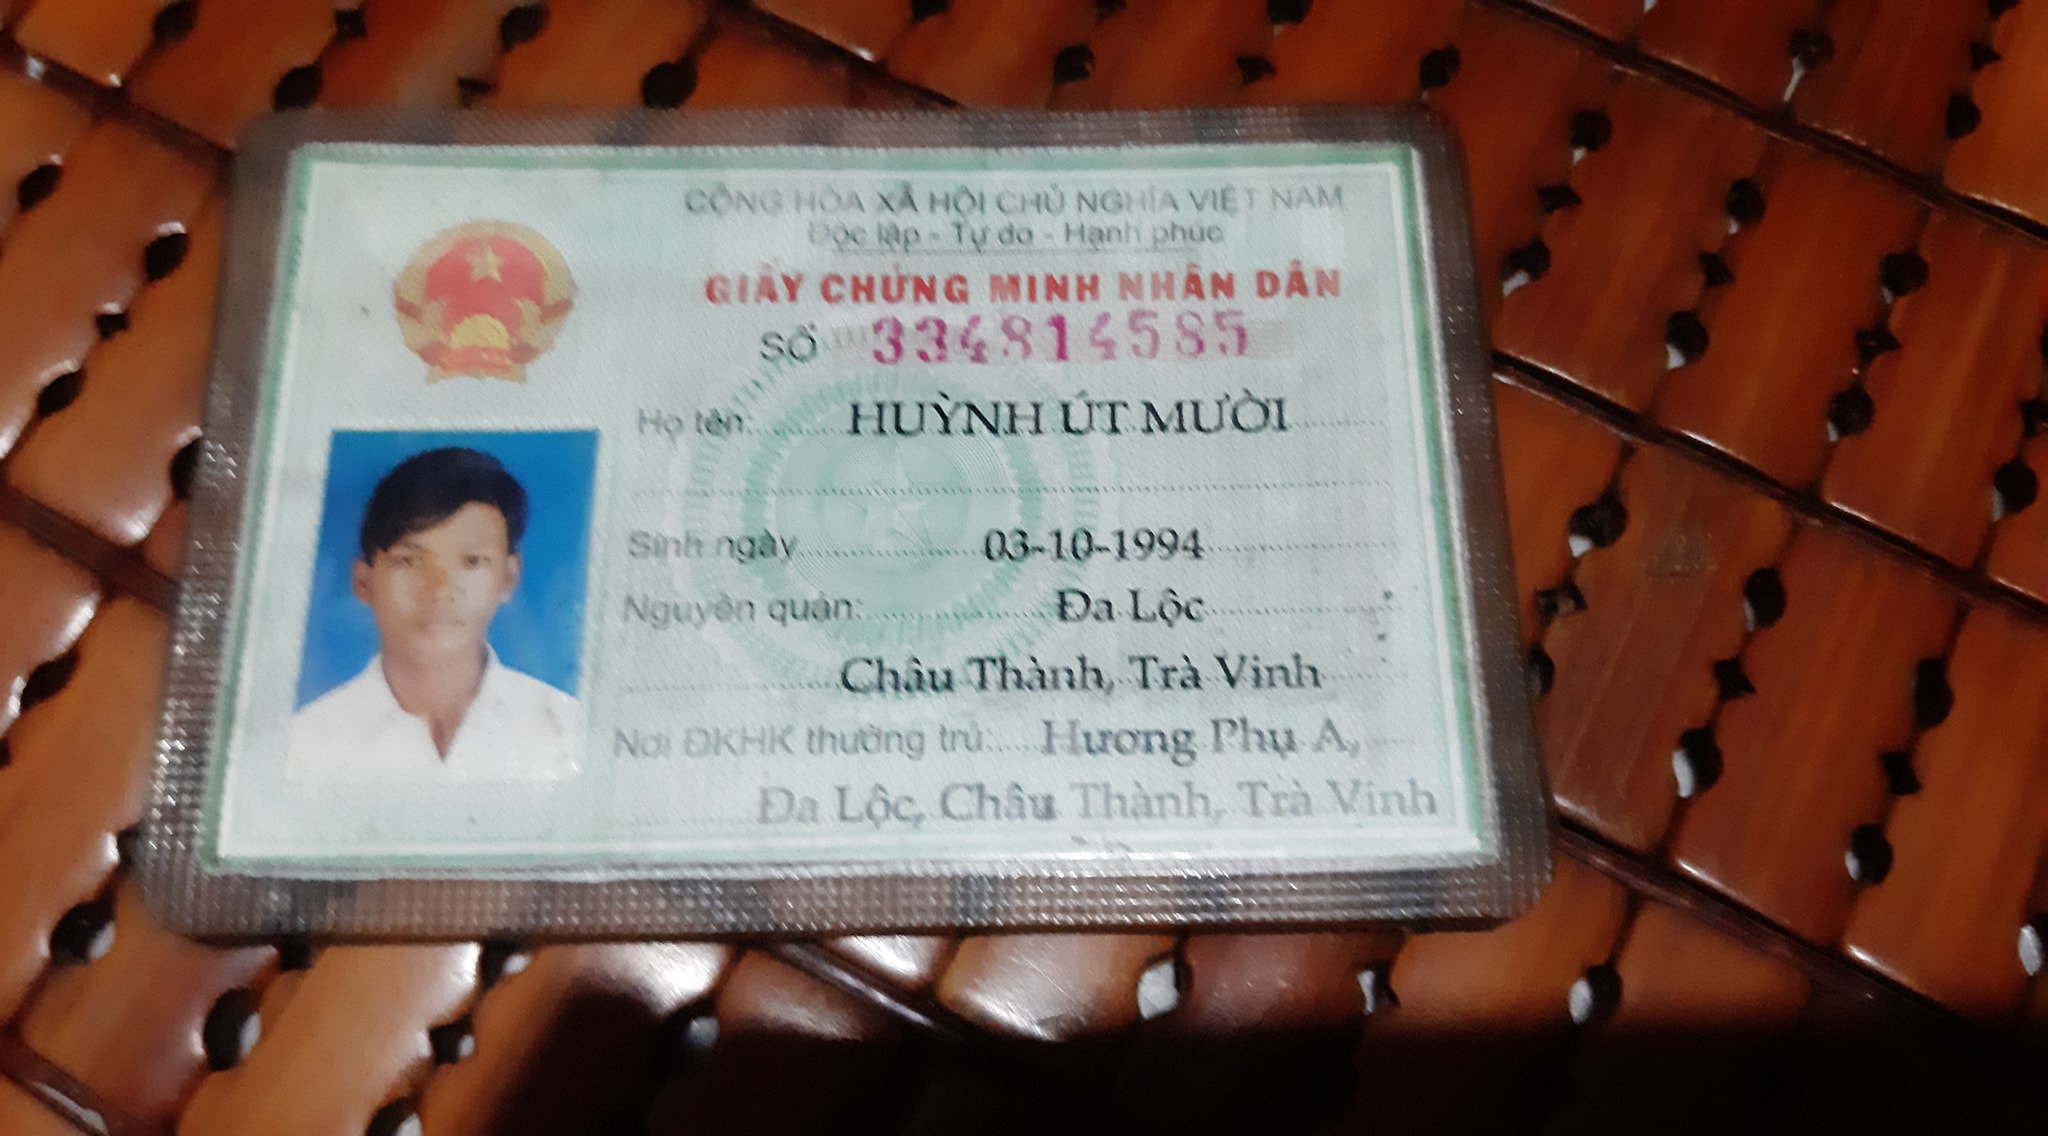 CỘNG HÒA XÃ HỘI CHỦ NGHĨA VIỆT NAM
Độc lập - Tự do - Hạnh phúc
GIẤY CHỨNG MINH NHÂN DÂN
SỐ 334814585
Họ tên: HUỲNH ÚT MƯỜI
Sinh ngày 03-10-1994
Nguyên quán: Đa Lộc
Châu Thành, Trà Vinh
Nơi ĐKHK thường trú: Hương Phụ A,
Đa Lộc, Châu Thành, Trà Vinh